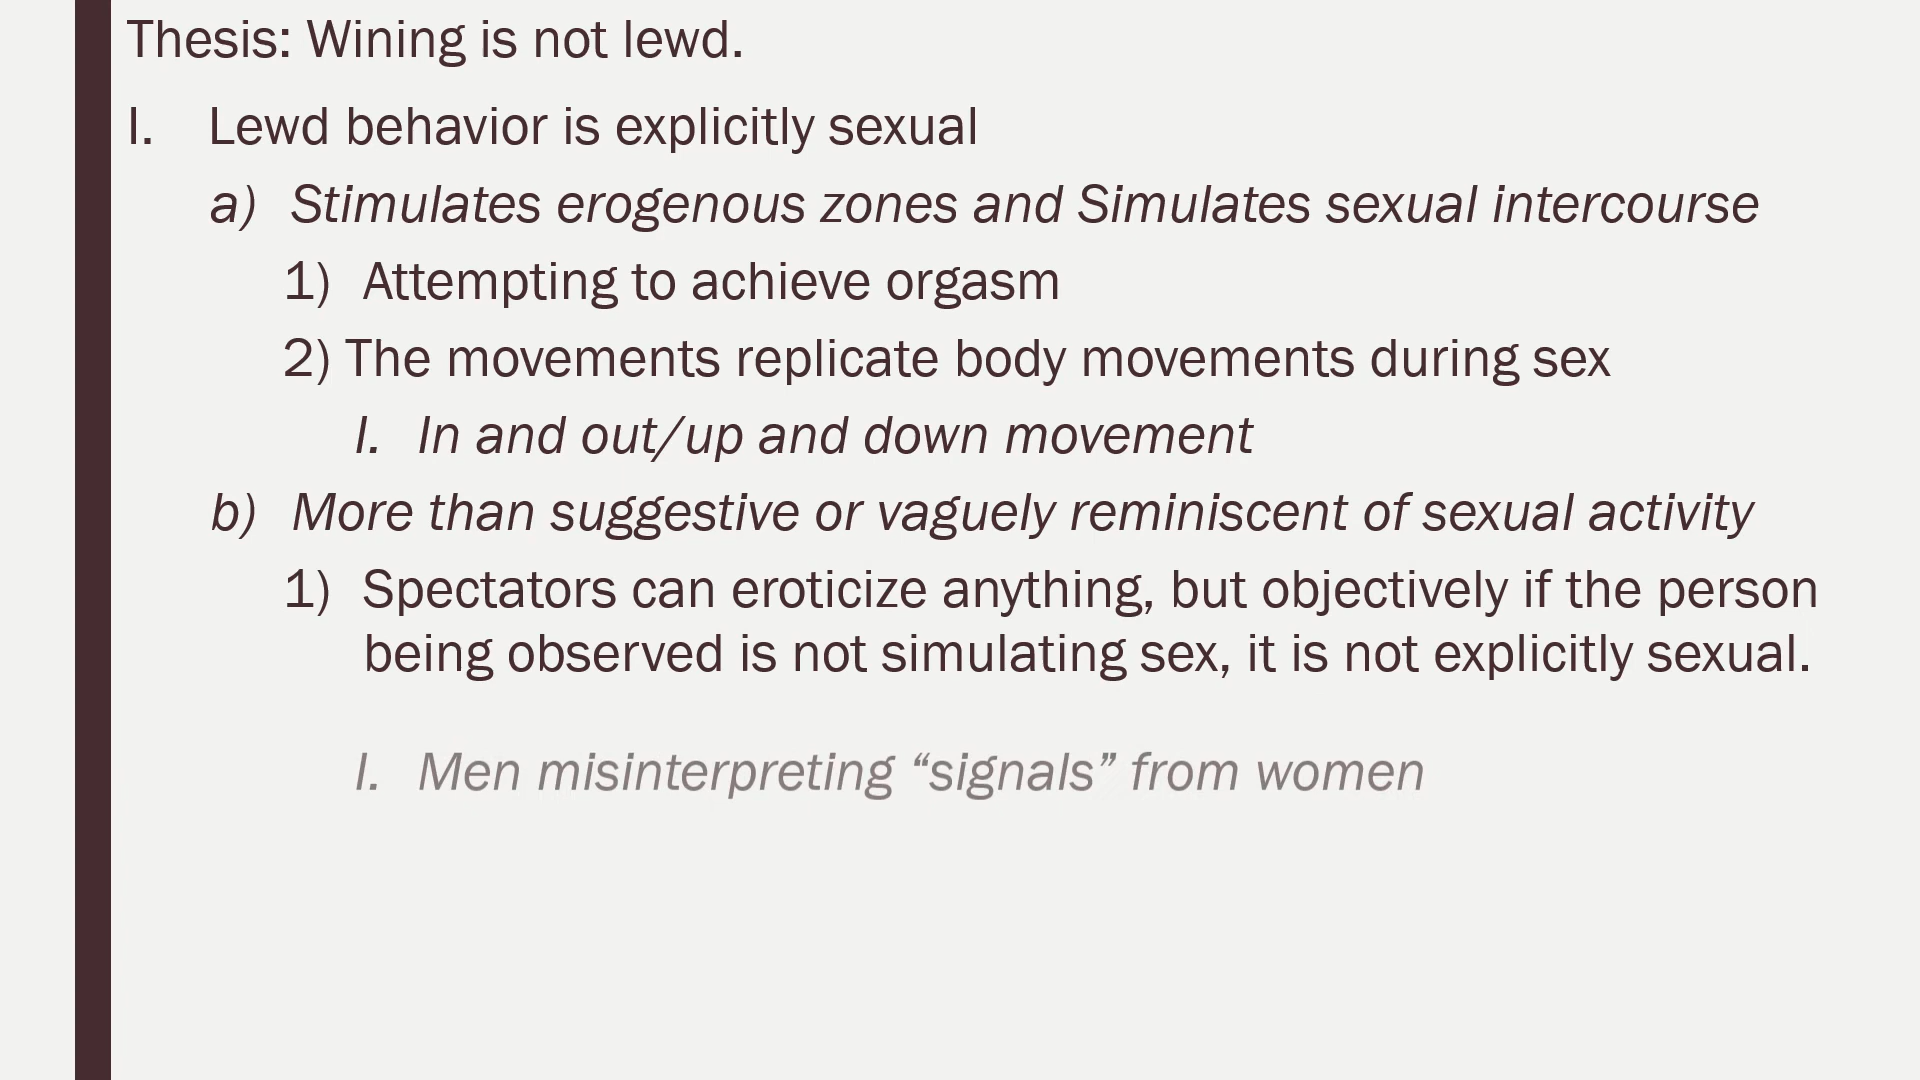 Thesis: Wining is not lewd.
I. Lewd behavior is explicitly sexual
a) Stimulates erogenous zones and Simulates sexual intercourse
1) Attempting to achieve orgasm
2) The movements replicate body movements during sex
I. In and out/up and down movement
b) More than suggestive or vaguely reminiscent of sexual activity
1) Spectators can eroticize anything, but objectively if the person
being observed is not simulating sex, it is not explicitly sexual.
I. Men misinterpreting “signals” from women